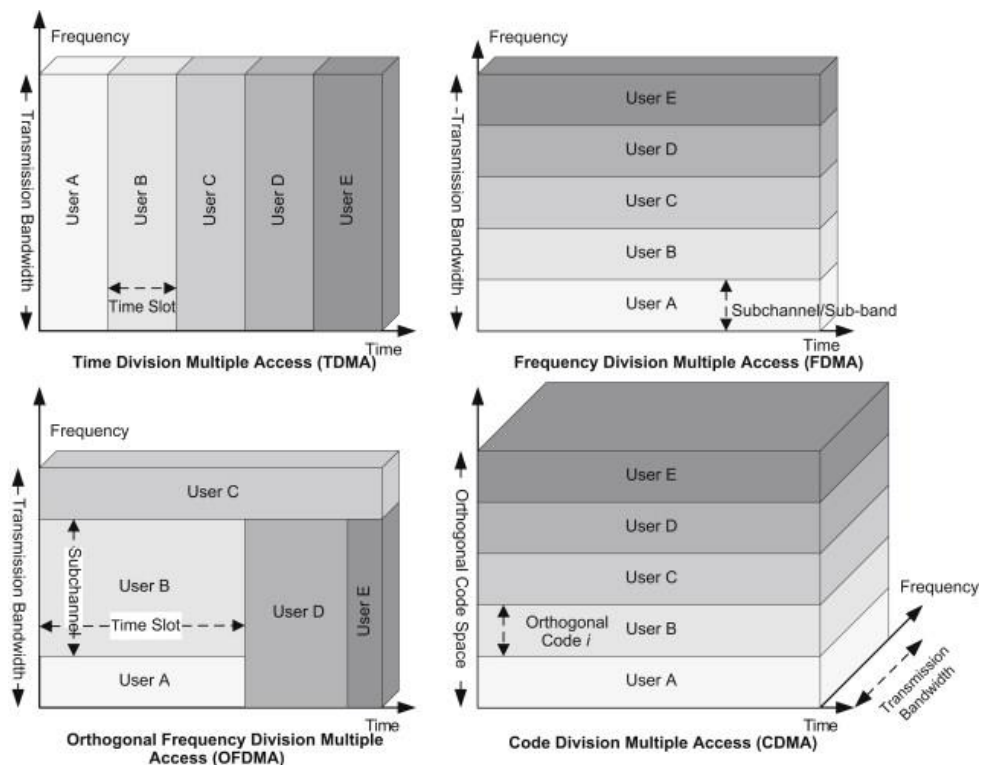 Frequency
Transmission Bandwidth
User A
User B
User C
User D
User E
Time Slot
Time
Time Division Multiple Access (TDMA)
Frequency
Transmission Bandwidth
User E
User D
User C
User B
User A
Subchannel/Sub-band
Time
Frequency Division Multiple Access (FDMA)
Frequency
Transmission Bandwidth
User C
Subchannel
User B
Time Slot
User D
User E
User A
Time
Orthogonal Frequency Division Multiple
Access (OFDMA)
Orthogonal Code Space
User E
User D
User C
Orthogonal
Code i
User B
User A
Frequency
Transmission
Bandwidth
Time
Code Division Multiple Access (CDMA)